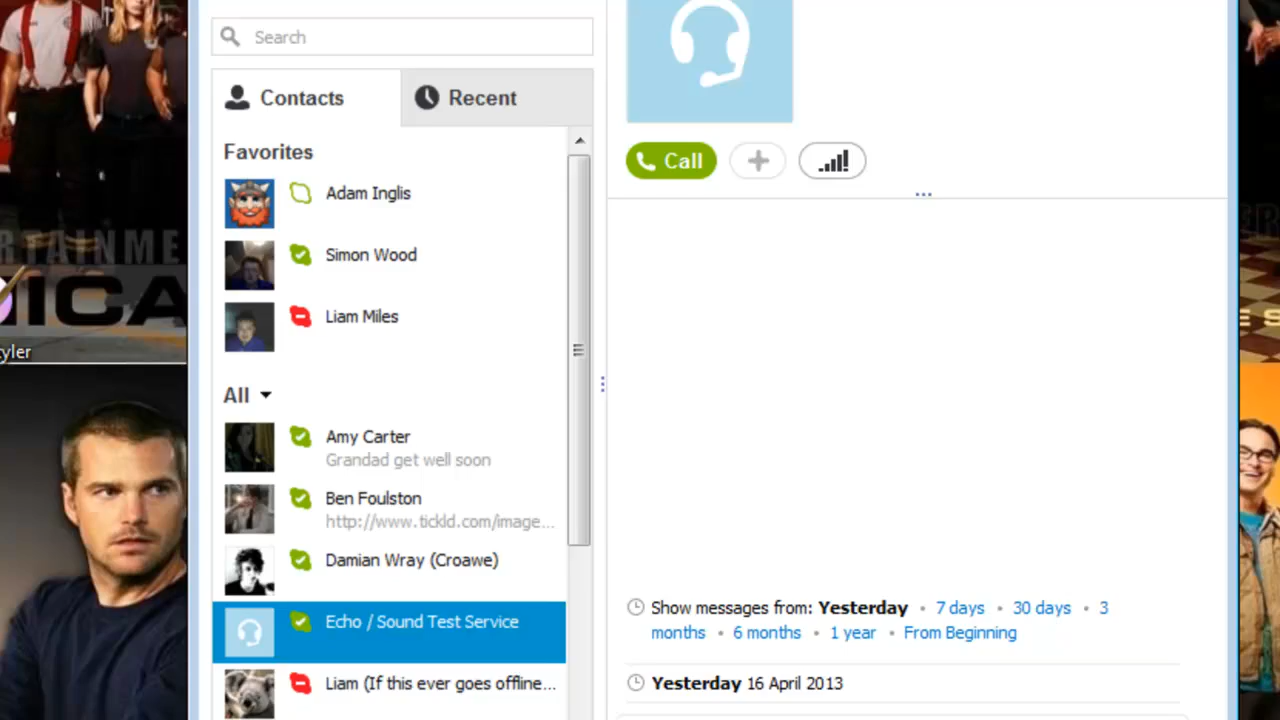 Search
Contacts
Recent
Call
Favorites
Adam Inglis
Simon Wood
Liam Miles
All
Amy Carter
Grandad get well soon
Ben Foulston
http://www.tickld.com/image...
Damian Wray (Croawe)
Echo / Sound Test Service
Liam (If this ever goes offline...
Show messages from: Yesterday • 7 days • 30 days • 3
months • 6 months • 1 year • From Beginning
Yesterday 16 April 2013
RTAINME
ICA
yler